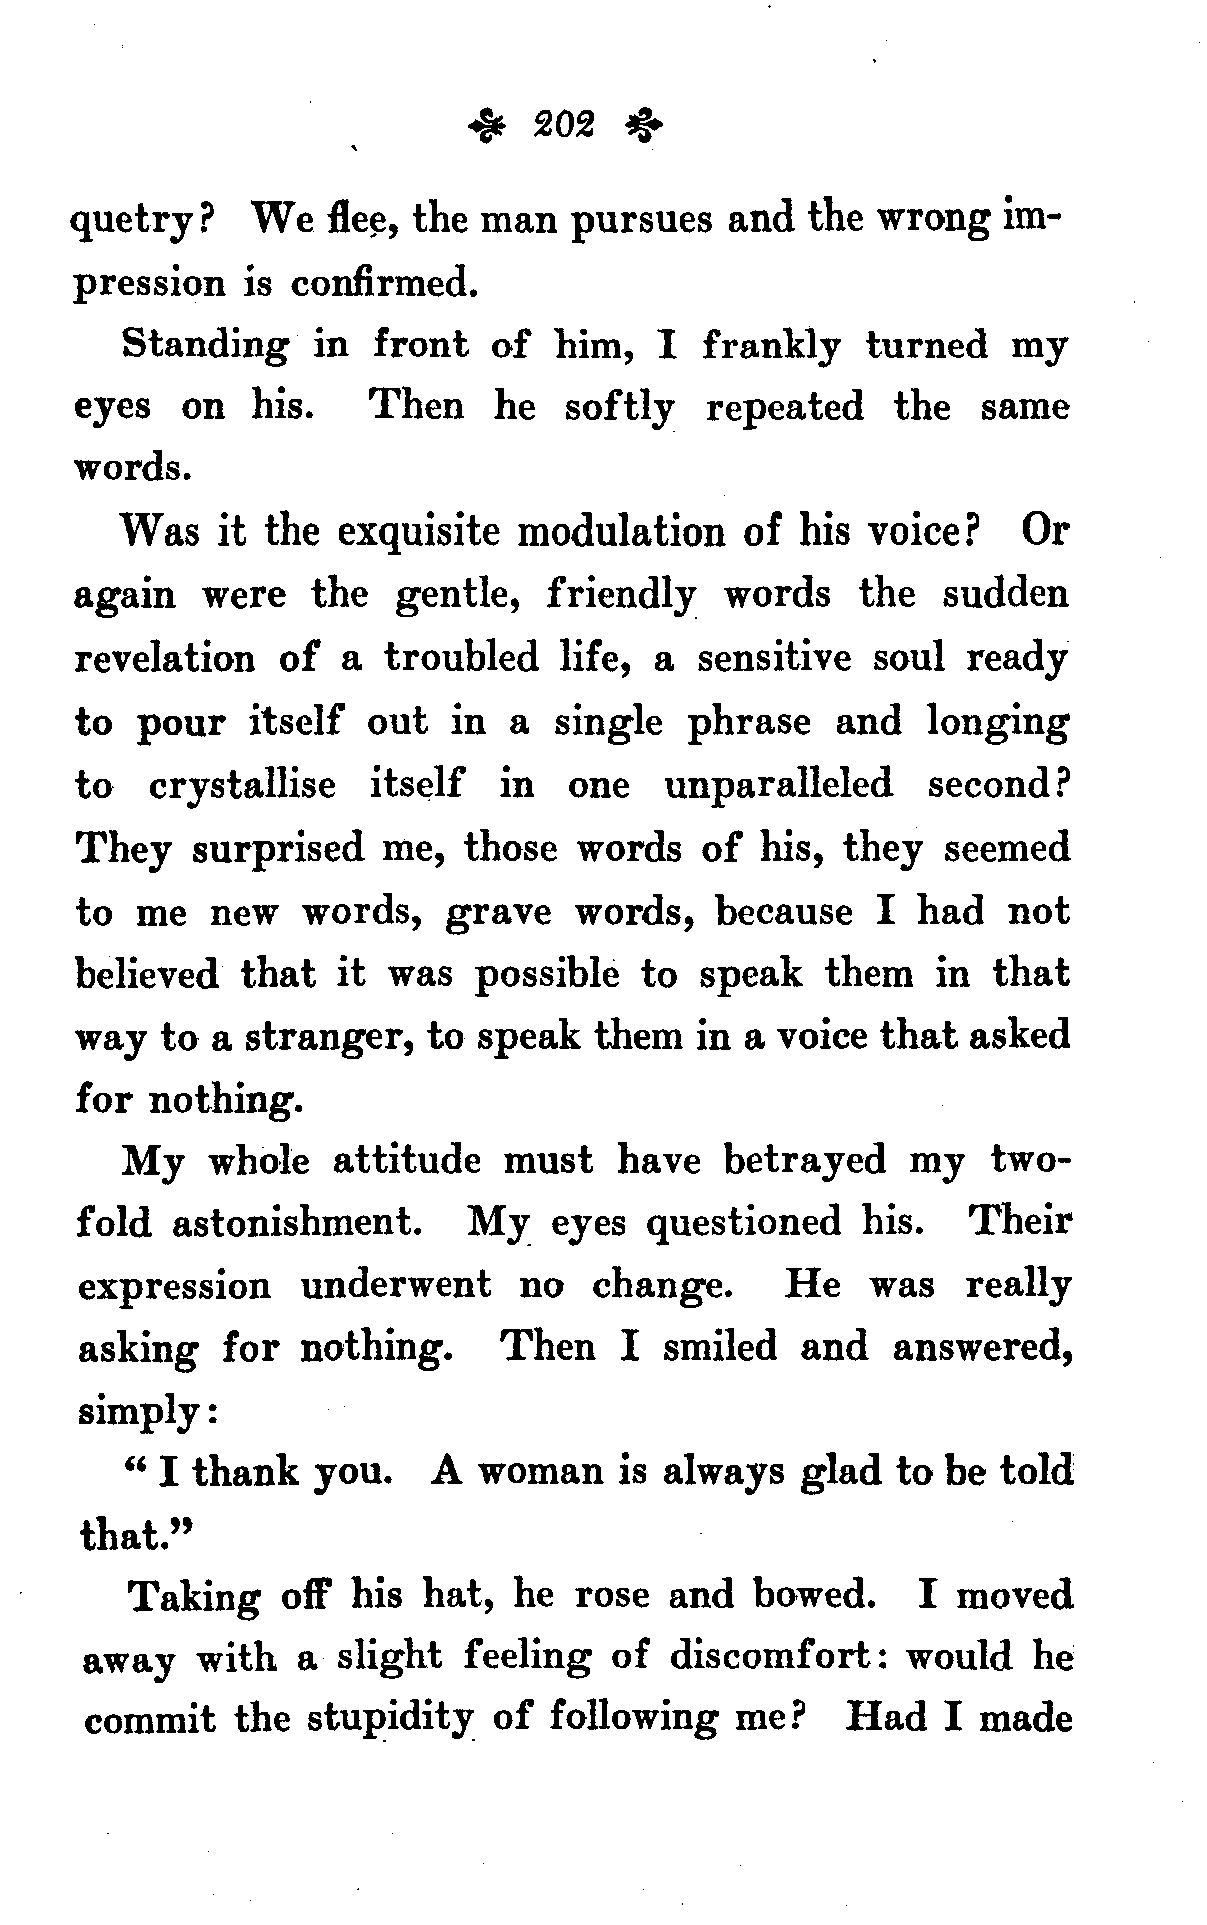 202
quetry? We flee, the man pursues and the wrong im-
pression is confirmed.
Standing in front of him, I frankly turned my
eyes on his. Then he softly repeated the same
words.
Was it the exquisite modulation of his voice? Or
again were the gentle, friendly words the sudden
revelation of a troubled life, a sensitive soul ready
to pour itself out in a single phrase and longing
to crystallise itself in one unparalleled second?
They surprised me, those words of his, they seemed
to me new words, grave words, because I had not
believed that it was possible to speak them in that
way to a stranger, to speak them in a voice that asked
for nothing.
My whole attitude must have betrayed my two-
fold astonishment. My eyes questioned his. Their
expression underwent no change. He was really
asking for nothing. Then I smiled and answered,
simply:
“ I thank you. A woman is always glad to be told
that.”
Taking off his hat, he rose and bowed. I moved
away with a slight feeling of discomfort: would he
commit the stupidity of following me? Had I made